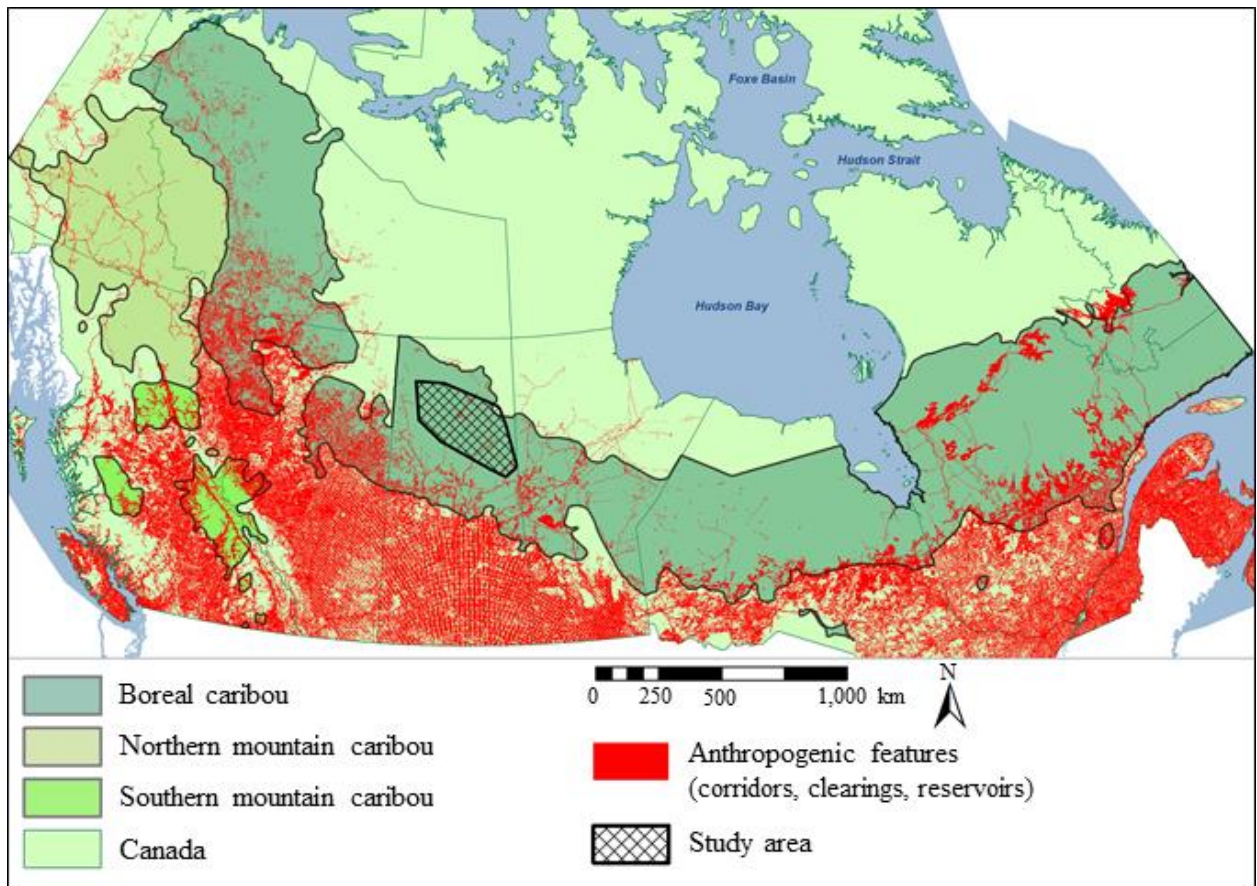 Foxe Basin
Hudson Strait
Hudson Bay
Boreal caribou
Northern mountain caribou
Southern mountain caribou
Canada
0 250 500 1,000 km
N
Anthropogenic features
(corridors, clearings, reservoirs)
Study area